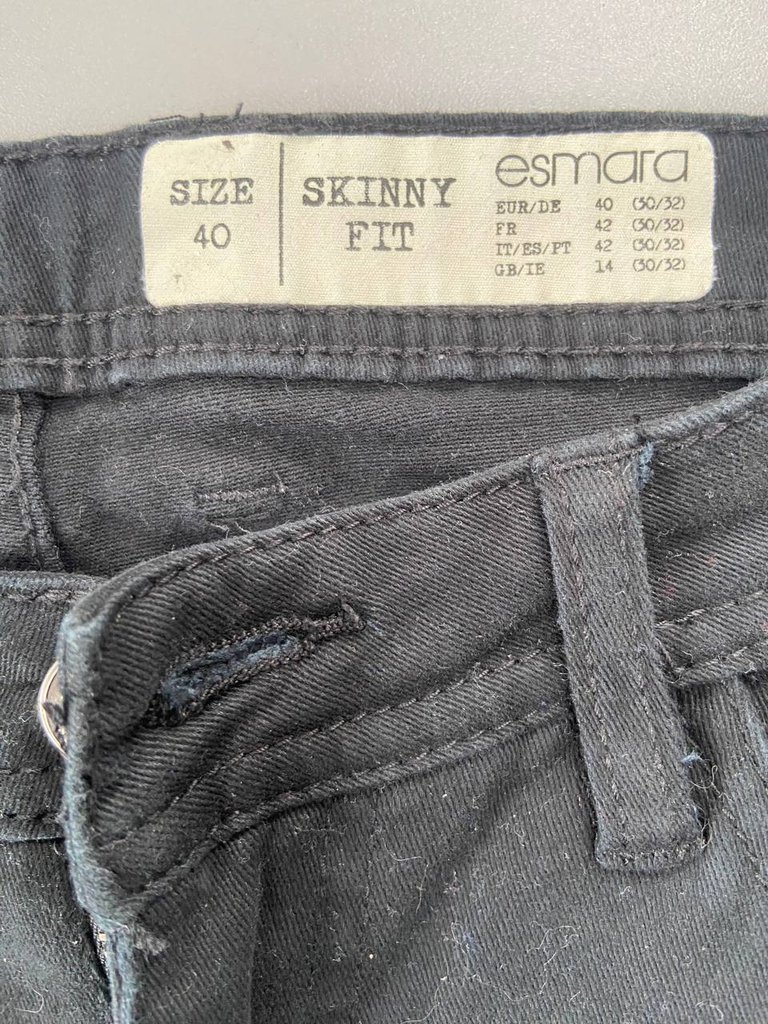 SIZE
40
SKINNY
FIT
esmara
EUR/DE 40 (30/32)
FR 42 (30/32)
IT/ES/PT 42 (30/32)
GB/IE 14 (30/32)